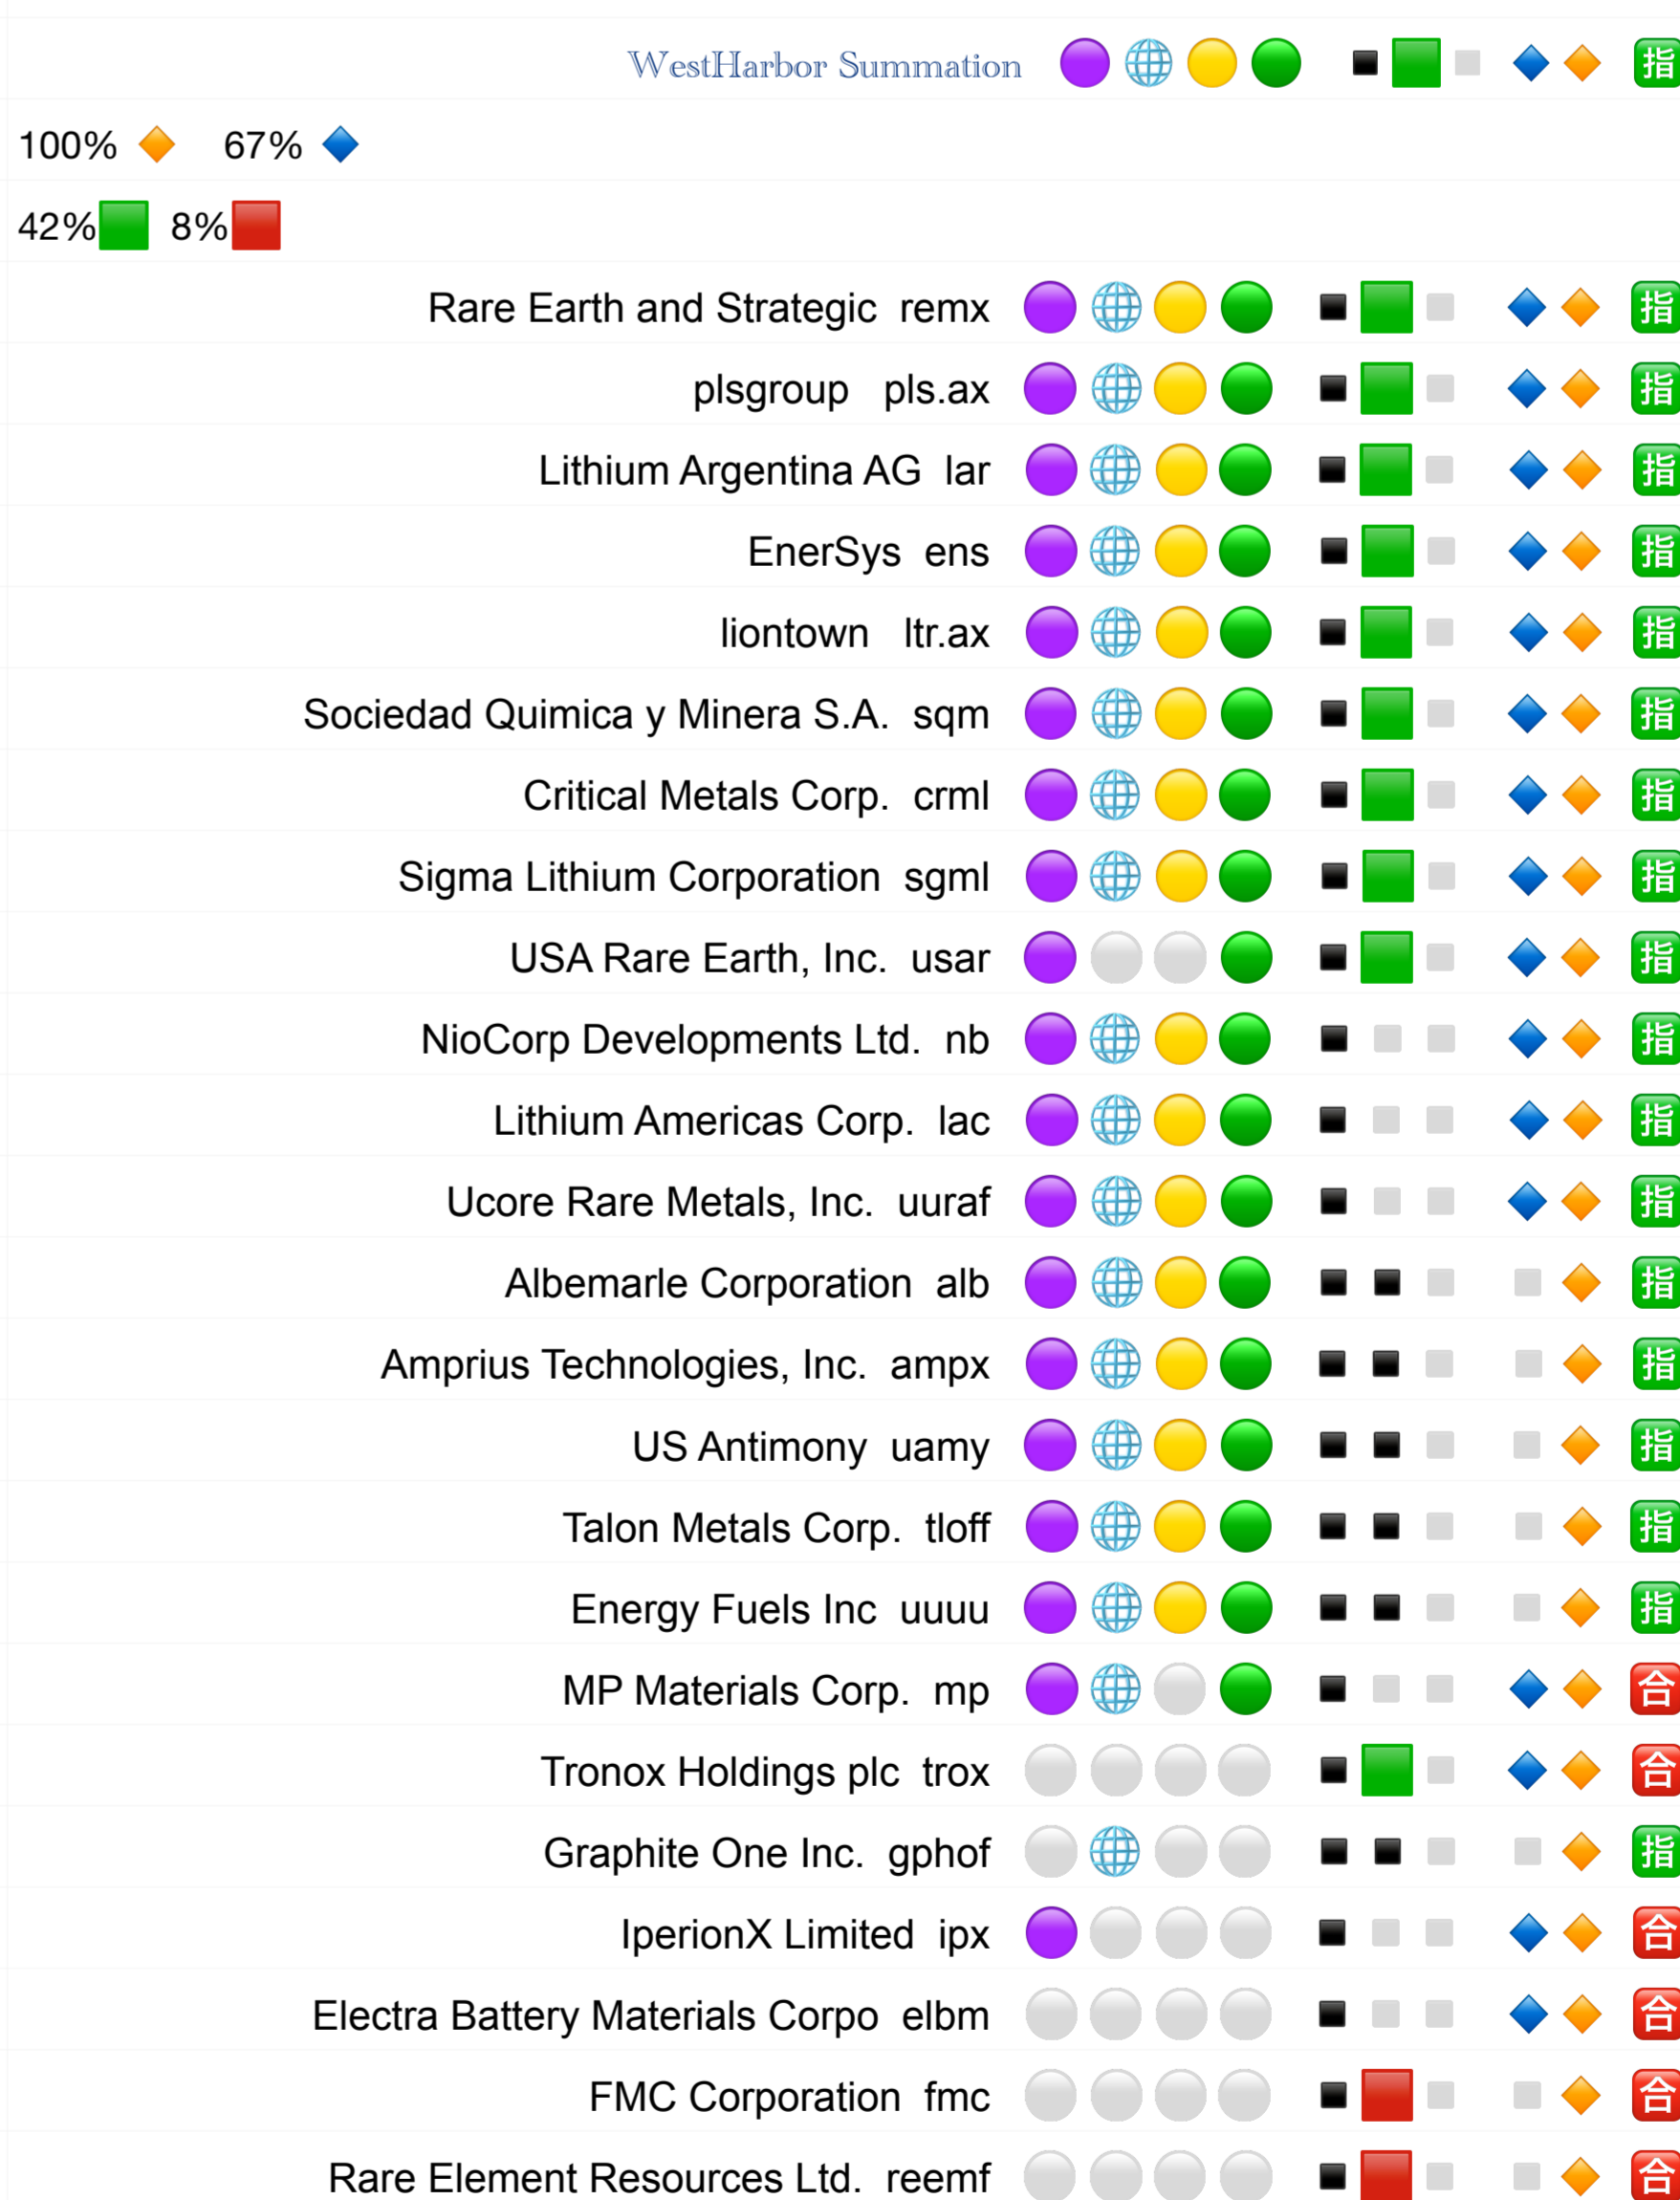 WestHarbor Summation 指
100% 67%
42% 8%
Rare Earth and Strategic remx 指
plsgroup pls.ax 指
Lithium Argentina AG lar 指
EnerSys ens 指
liontown ltr.ax 指
Sociedad Quimica y Minera S.A. sqm 指
Critical Metals Corp. crml 指
Sigma Lithium Corporation sgml 指
USA Rare Earth, Inc. usar 指
NioCorp Developments Ltd. nb 指
Lithium Americas Corp. lac 指
Ucore Rare Metals, Inc. uuraf 指
Albemarle Corporation alb 指
Amprius Technologies, Inc. ampx 指
US Antimony uamy 指
Talon Metals Corp. tloff 指
Energy Fuels Inc uuuu 指
MP Materials Corp. mp 合
Tronox Holdings plc trox 合
Graphite One Inc. gphof 指
IperionX Limited ipx 合
Electra Battery Materials Corpo elbm 合
FMC Corporation fmc 合
Rare Element Resources Ltd. reemf 合